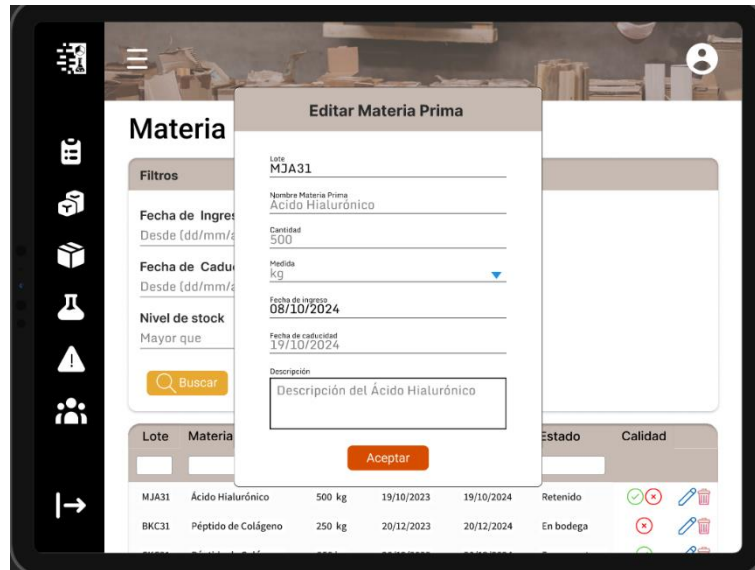 Materia
Filtros
Fecha de Ingres
Desde (dd/mm/a
Fecha de Cadu
Desde (dd/mm/a
Nivel de stock
Mayor que
Buscar
Editar Materia Prima
Lote
MJA31
Nombre Materia Prima
Ácido Hialurónico
Cantidad
500
Medida
kg
Fecha de ingreso
08/10/2024
Fecha de caducidad
19/10/2024
Descripción
Descripción del Ácido Hialurónico
Aceptar
Lote Materia Estado Calidad
MJA31 Ácido Hialurónico 500 kg 19/10/2023 19/10/2024 Retenido
BKC31 Péptido de Colágeno 250 kg 20/12/2023 20/12/2024 En bodega